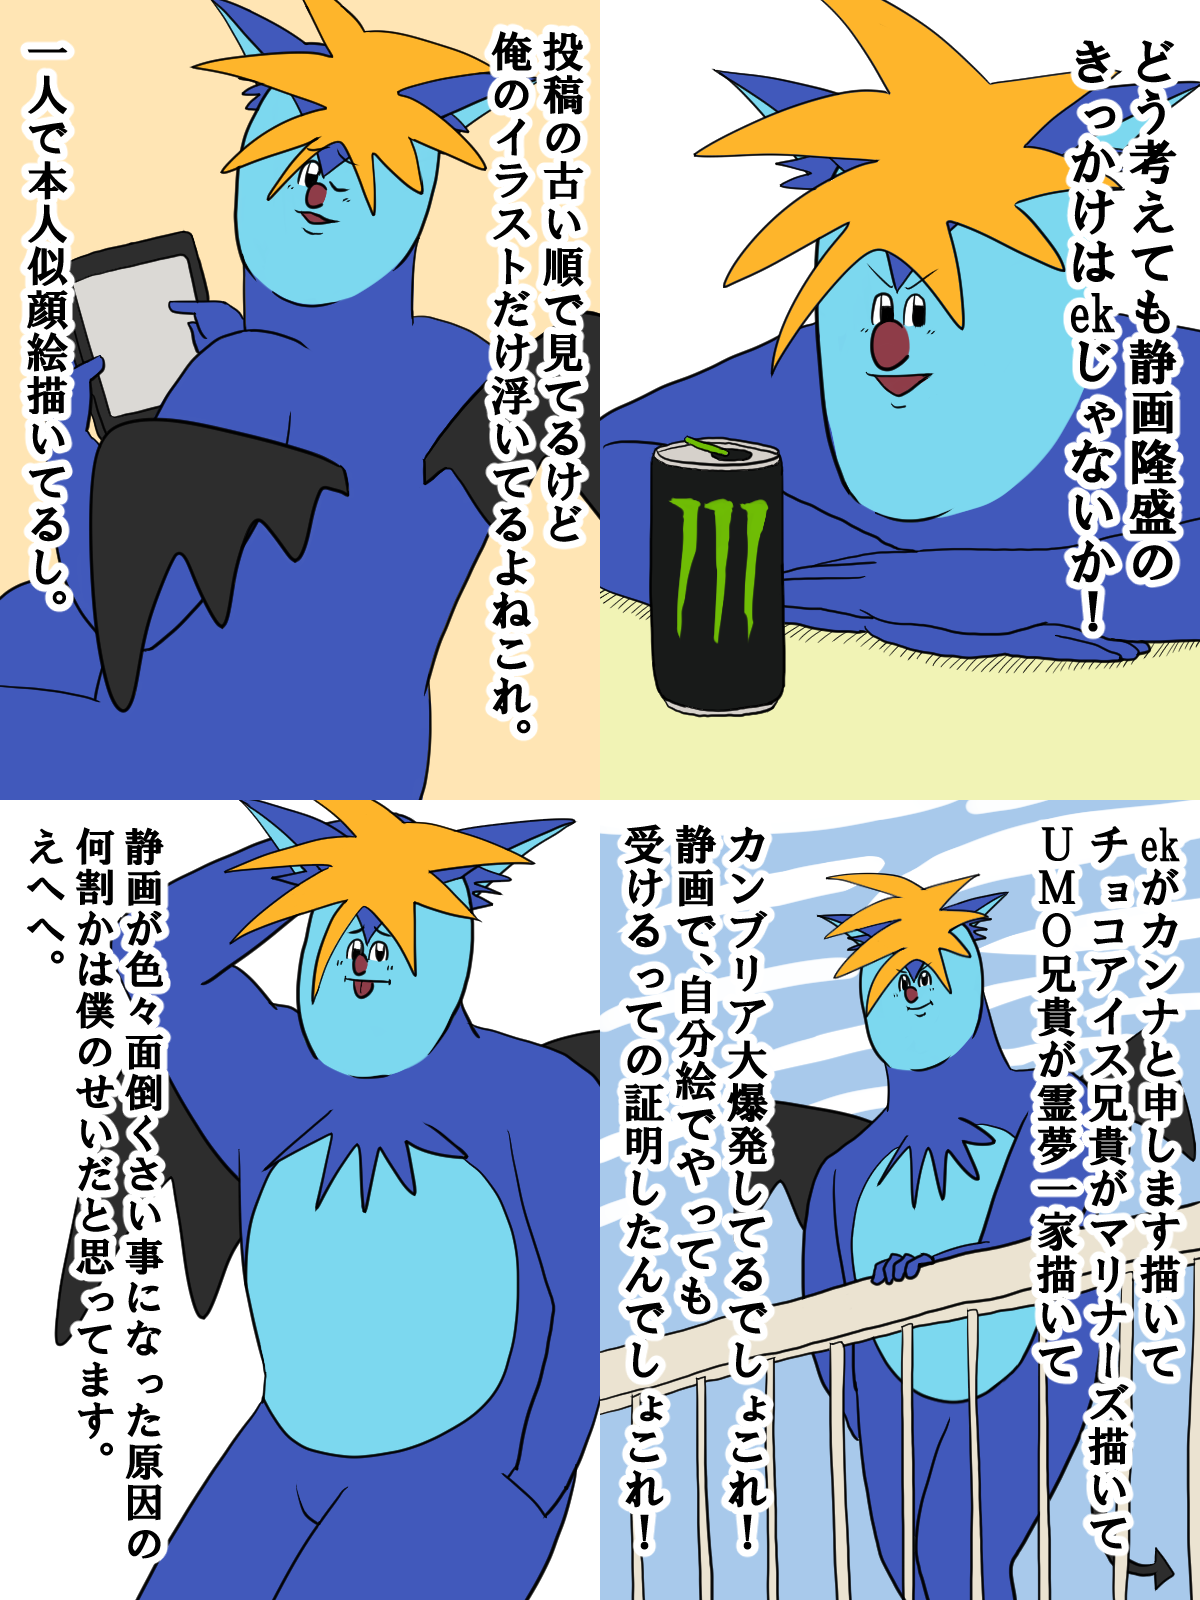 どう考えても静画隆盛の
きっかけはekじゃないか！
投稿の古い順で見てるけど
俺のイラストだけ浮いてるよねこれ。
一人で本人似顔絵描いてるし。
ekがカンナと申します描いて
チョコアイス兄貴がマリナーズ描いて
ＵＭＯ兄貴が霊夢一家描いて
カンブリア大爆発してるでしょこれ！
静画で、自分絵でやっても
受けるっての証明したんでしょこれ！
静画が色々面倒くさい事になった原因の
何割かは僕のせいだと思ってます。
えへへ。